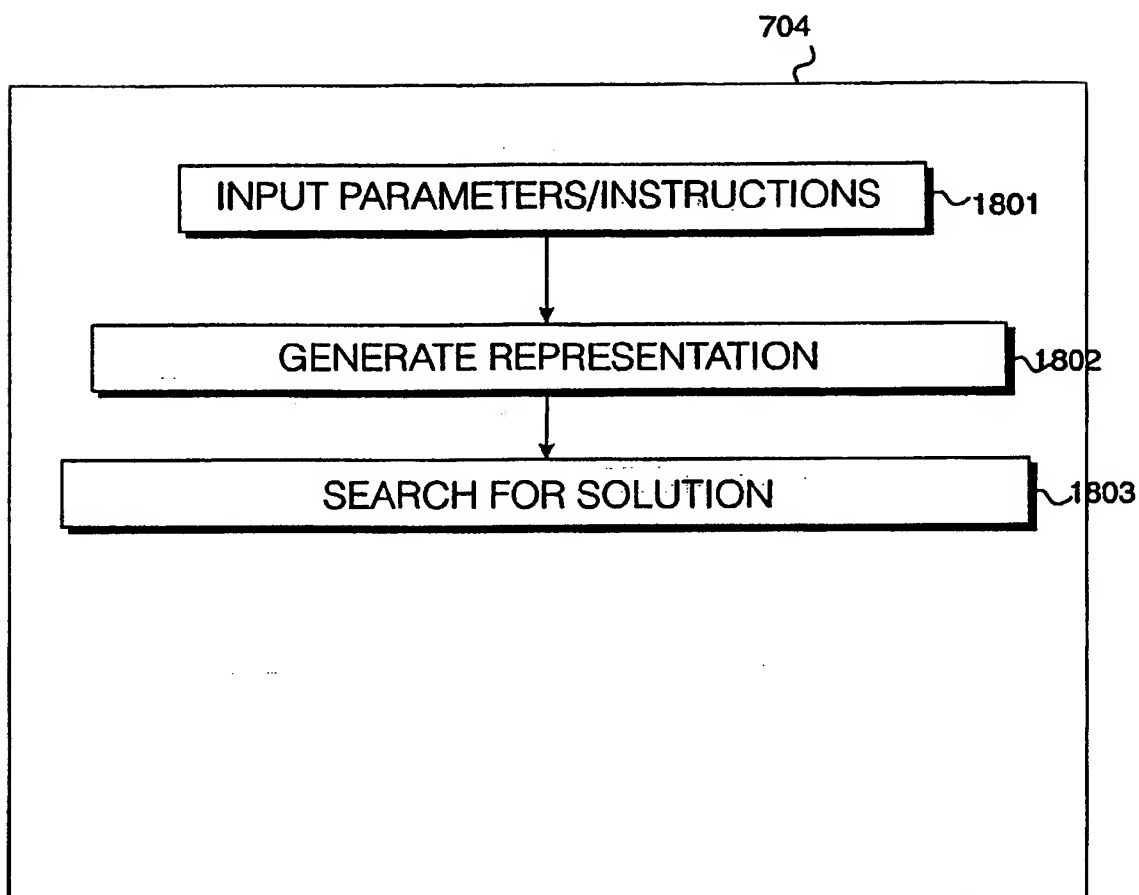 704
INPUT PARAMETERS/INSTRUCTIONS
1801
GENERATE REPRESENTATION
1802
SEARCH FOR SOLUTION
1803